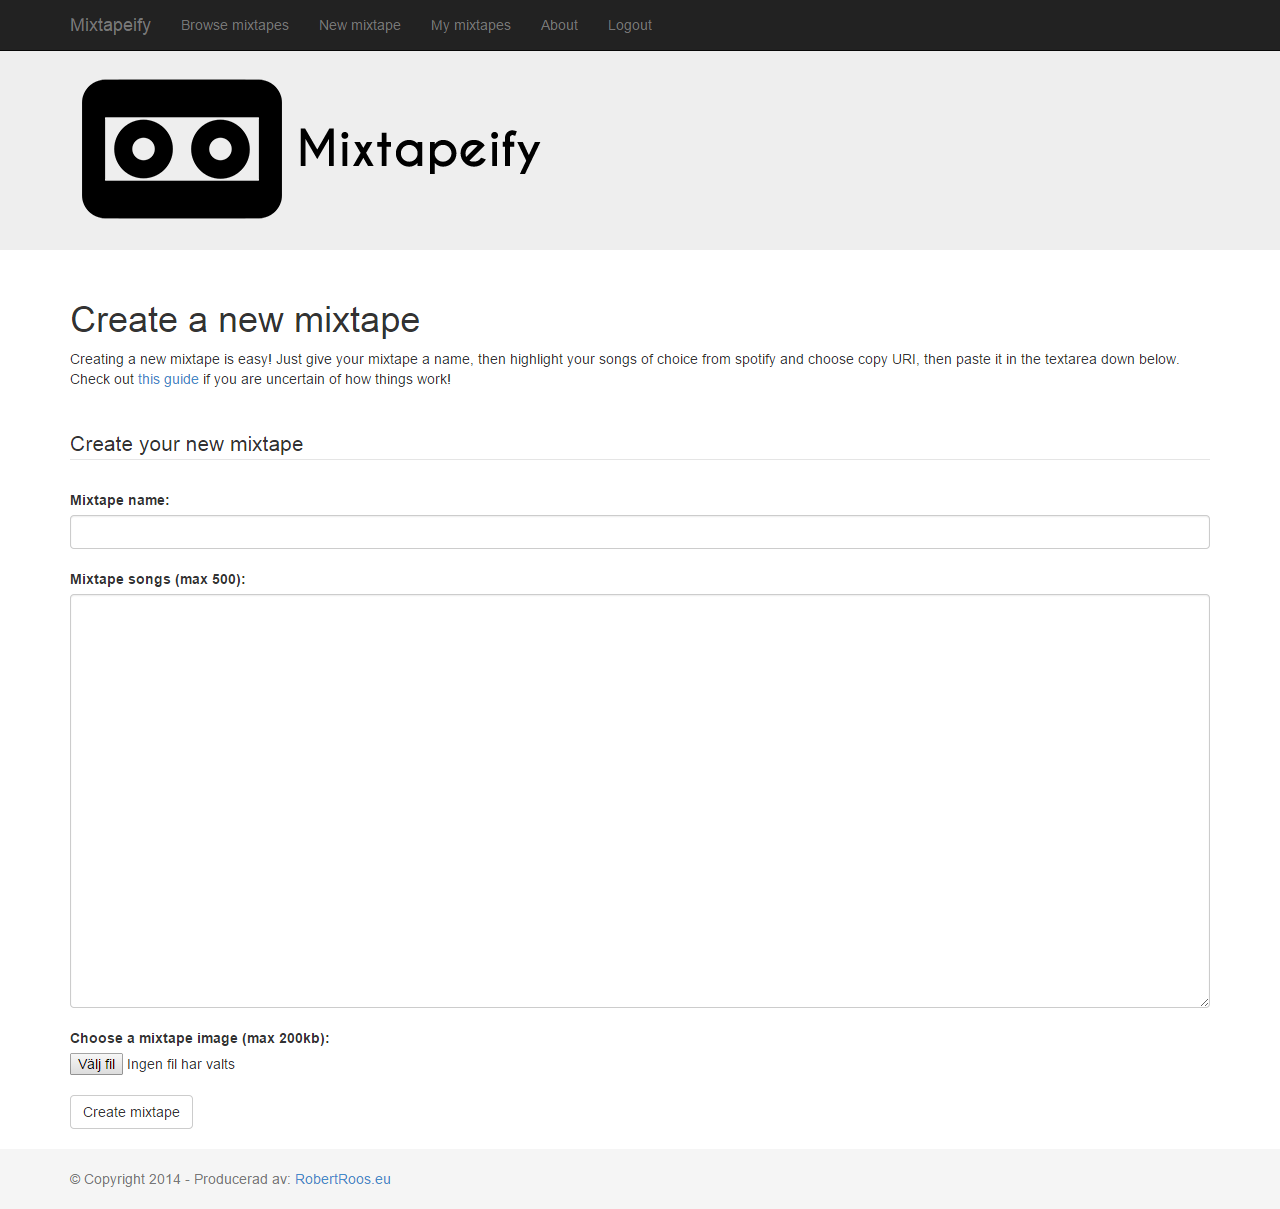 Mixtapeify Browse mixtapes New mixtape My mixtapes About Logout
Mixtapeify
Create a new mixtape
Creating a new mixtape is easy! Just give your mixtape a name, then highlight your songs of choice from spotify and choose copy URI, then paste it in the textarea down below.
Check out this guide if you are uncertain of how things work!
Create your new mixtape
Mixtape name:
Mixtape songs (max 500):
Choose a mixtape image (max 200kb):
Välj fil Ingen fil har valts
Create mixtape
© Copyright 2014 - Producerad av: RobertRoos.eu